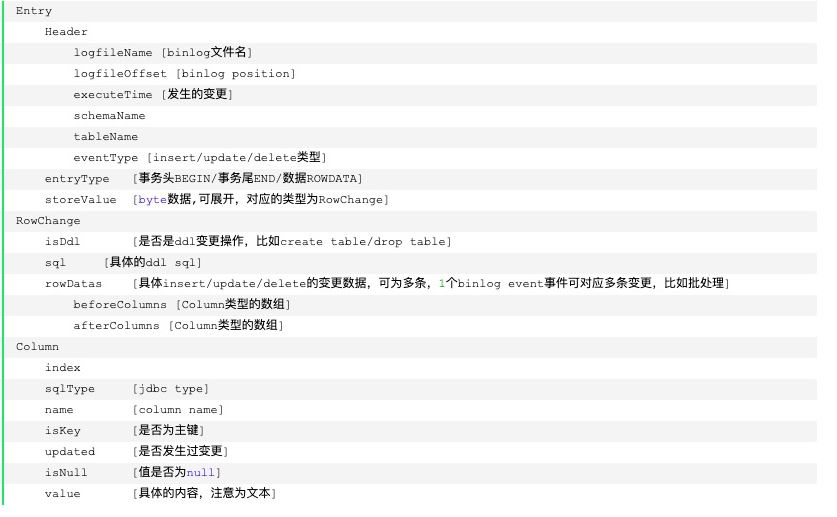 Entry
Header
logfileName [binlog文件名]
logfileOffset [binlog position]
executeTime [发生的变更]
schemaName
tableName
eventType [insert/update/delete类型]
entryType [事务头BEGIN/事务尾END/数据ROWDATA]
storeValue [byte数据,可展开，对应的类型为RowChange]
RowChange
isDdl [是否是ddl变更操作，比如create table/drop table]
sql [具体的ddl sql]
rowDatas [具体insert/update/delete的变更数据，可为多条，1个binlog event事件可对应多条变更，比如批处理]
beforeColumns [Column类型的数组]
afterColumns [Column类型的数组]
Column
index
sqlType [jdbc type]
name [column name]
isKey [是否为主键]
updated [是否发生过变更]
isNull [值是否为null]
value [具体的内容，注意为文本]